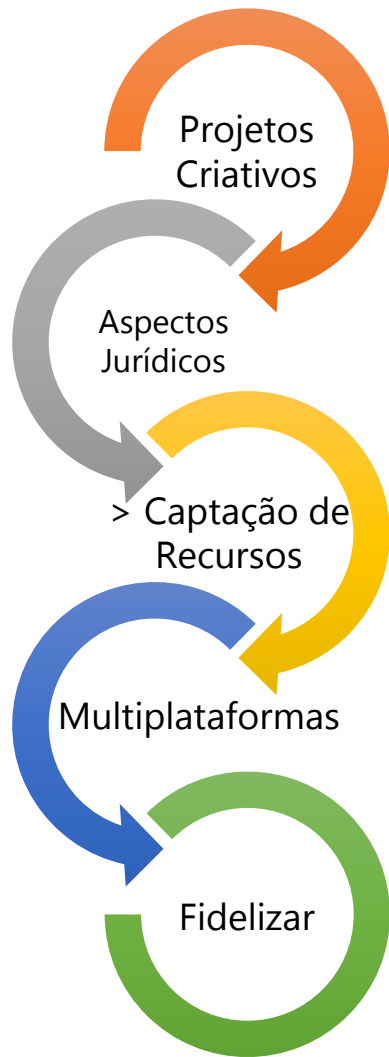 Projetos
Criativos
Aspectos
Jurídicos
> Captação de
Recursos
Multiplataformas
Fidelizar